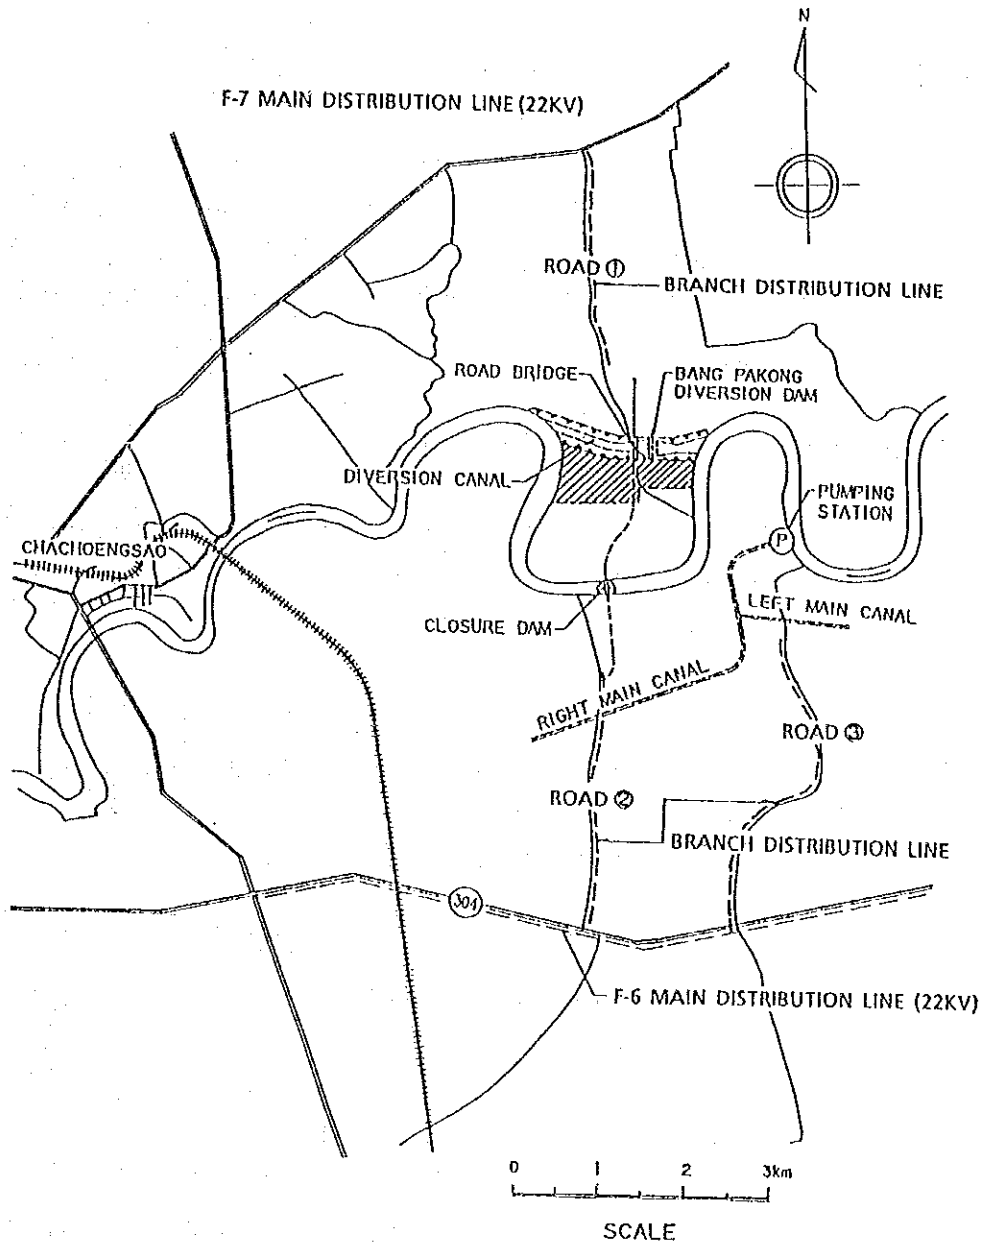 N
F-7 MAIN DISTRIBUTION LINE (22KV)
ROAD ①
BRANCH DISTRIBUTION LINE
ROAD BRIDGE
BANG PAKONG
DIVERSION DAM
DIVERSION CANAL
PUMPING
STATION
P
CHACHOENGSAO
LEFT MAIN CANAL
CLOSURE DAM
RIGHT MAIN CANAL
ROAD ③
ROAD ②
BRANCH DISTRIBUTION LINE
304
F-6 MAIN DISTRIBUTION LINE (22KV)
0 1 2 3km
SCALE